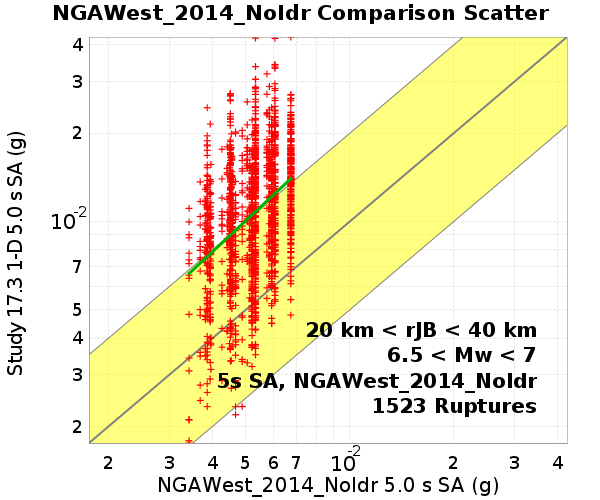 NGAWest_2014_NoIdr Comparison Scatter
4
3
2
10-2
7
5
4
3
2
Study 17.3 1-D 5.0 s SA (g)
20 km < rJB < 40 km
6.5 < Mw < 7
5s SA, NGAWest_2014_NoIdr
1523 Ruptures
2 3 4 5 6 7 10-2 2 3 4
NGAWest_2014_NoIdr 5.0 s SA (g)